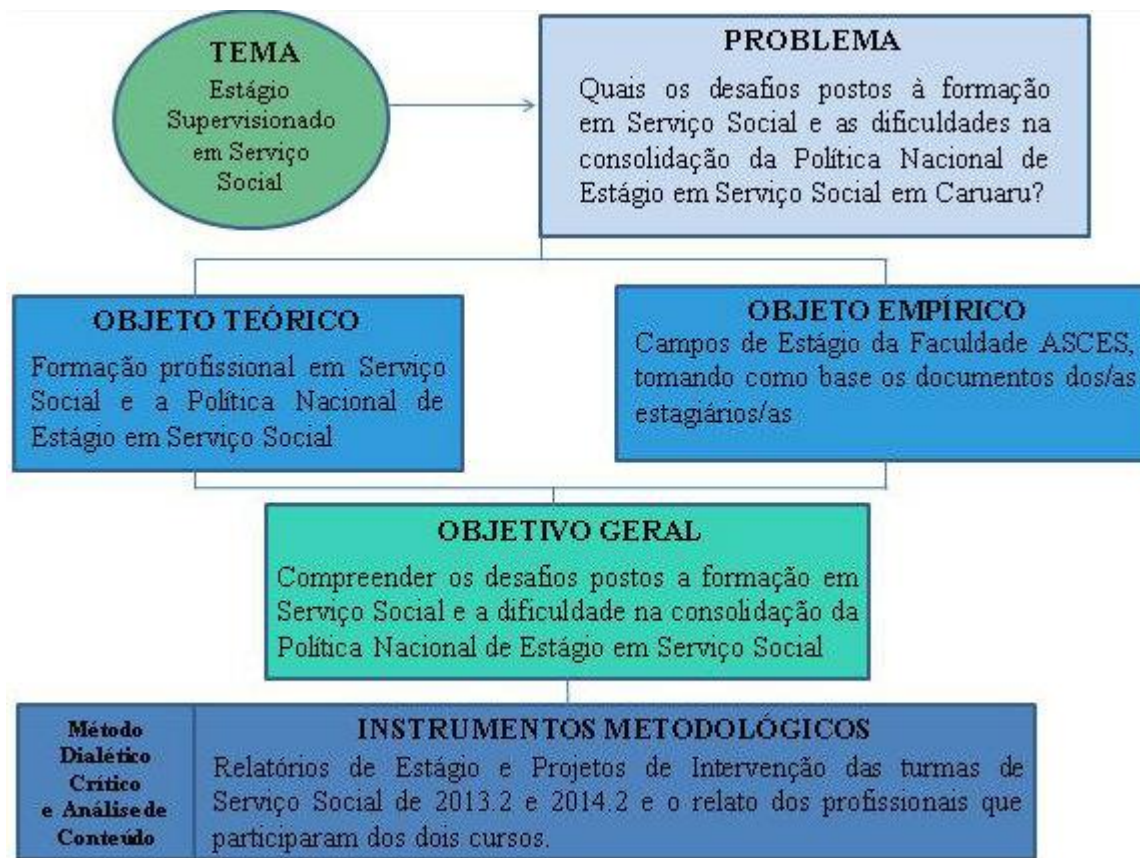 TEMA
Estágio
Supervisionado
em Serviço
Social
PROBLEMA
Quais os desafios postos à formação
em Serviço Social e as dificuldades na
consolidação da Política Nacional de
Estágio em Serviço Social em Caruaru?
OBJETO TEÓRICO
Formação profissional em Serviço
Social e a Política Nacional de
Estágio em Serviço Social
OBJETO EMPÍRICO
Campos de Estágio da Faculdade ASCES,
tomando como base os documentos dos/as
estagiários/as
OBJETIVO GERAL
Compreender os desafios postos a formação em
Serviço Social e a dificuldade na consolidação da
Política Nacional de Estágio em Serviço Social
Método
Dialético
Crítico
e Análise de
Conteúdo
INSTRUMENTOS METODOLÓGICOS
Relatórios de Estágio e Projetos de Intervenção das turmas de
Serviço Social de 2013.2 e 2014.2 e o relato dos profissionais que
participaram dos dois cursos.